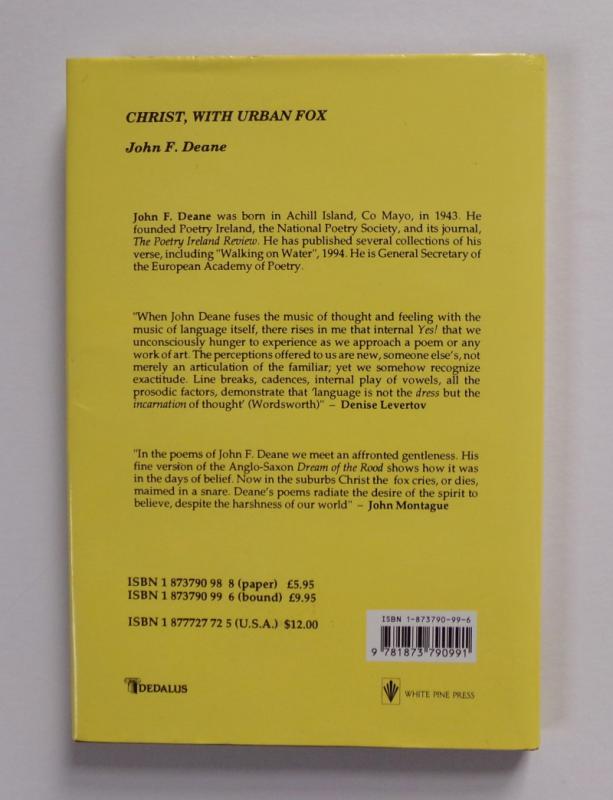 CHRIST, WITH URBAN FOX
John F. Deane
John F. Deane was born in Achill Island, Co Mayo, in 1943. He
founded Poetry Ireland, the National Poetry Society, and its journal,
The Poetry Ireland Review. He has published several collections of his
verse, including "Walking on Water", 1994. He is General Secretary of
the European Academy of Poetry.
"When John Deane fuses the music of thought and feeling with the
music of language itself, there rises in me that internal Yes! that we
unconsciously hunger to experience as we approach a poem or any
work of art. The perceptions offered to us are new, someone else's, not
merely an articulation of the familiar; yet we somehow recognize
exactitude. Line breaks, cadences, internal play of vowels, all the
prosodic factors, demonstrate that 'language is not the dress but the
incarnation of thought' (Wordsworth)" – Denise Levertov
"In the poems of John F. Deane we meet an affronted gentleness. His
fine version of the Anglo-Saxon Dream of the Rood shows how it was
in the days of belief. Now in the suburbs Christ the fox cries, or dies,
maimed in a snare. Deane's poems radiate the desire of the spirit to
believe, despite the harshness of our world" – John Montague
ISBN 1 873790 98 8 (paper) £5.95
ISBN 1 873790 99 6 (bound) £9.95
ISBN 1 877727 72 5 (U.S.A.) $12.00
ISBN 1-873790-99-6
9 781873 790991
DEDALUS
WHITE PINE PRESS